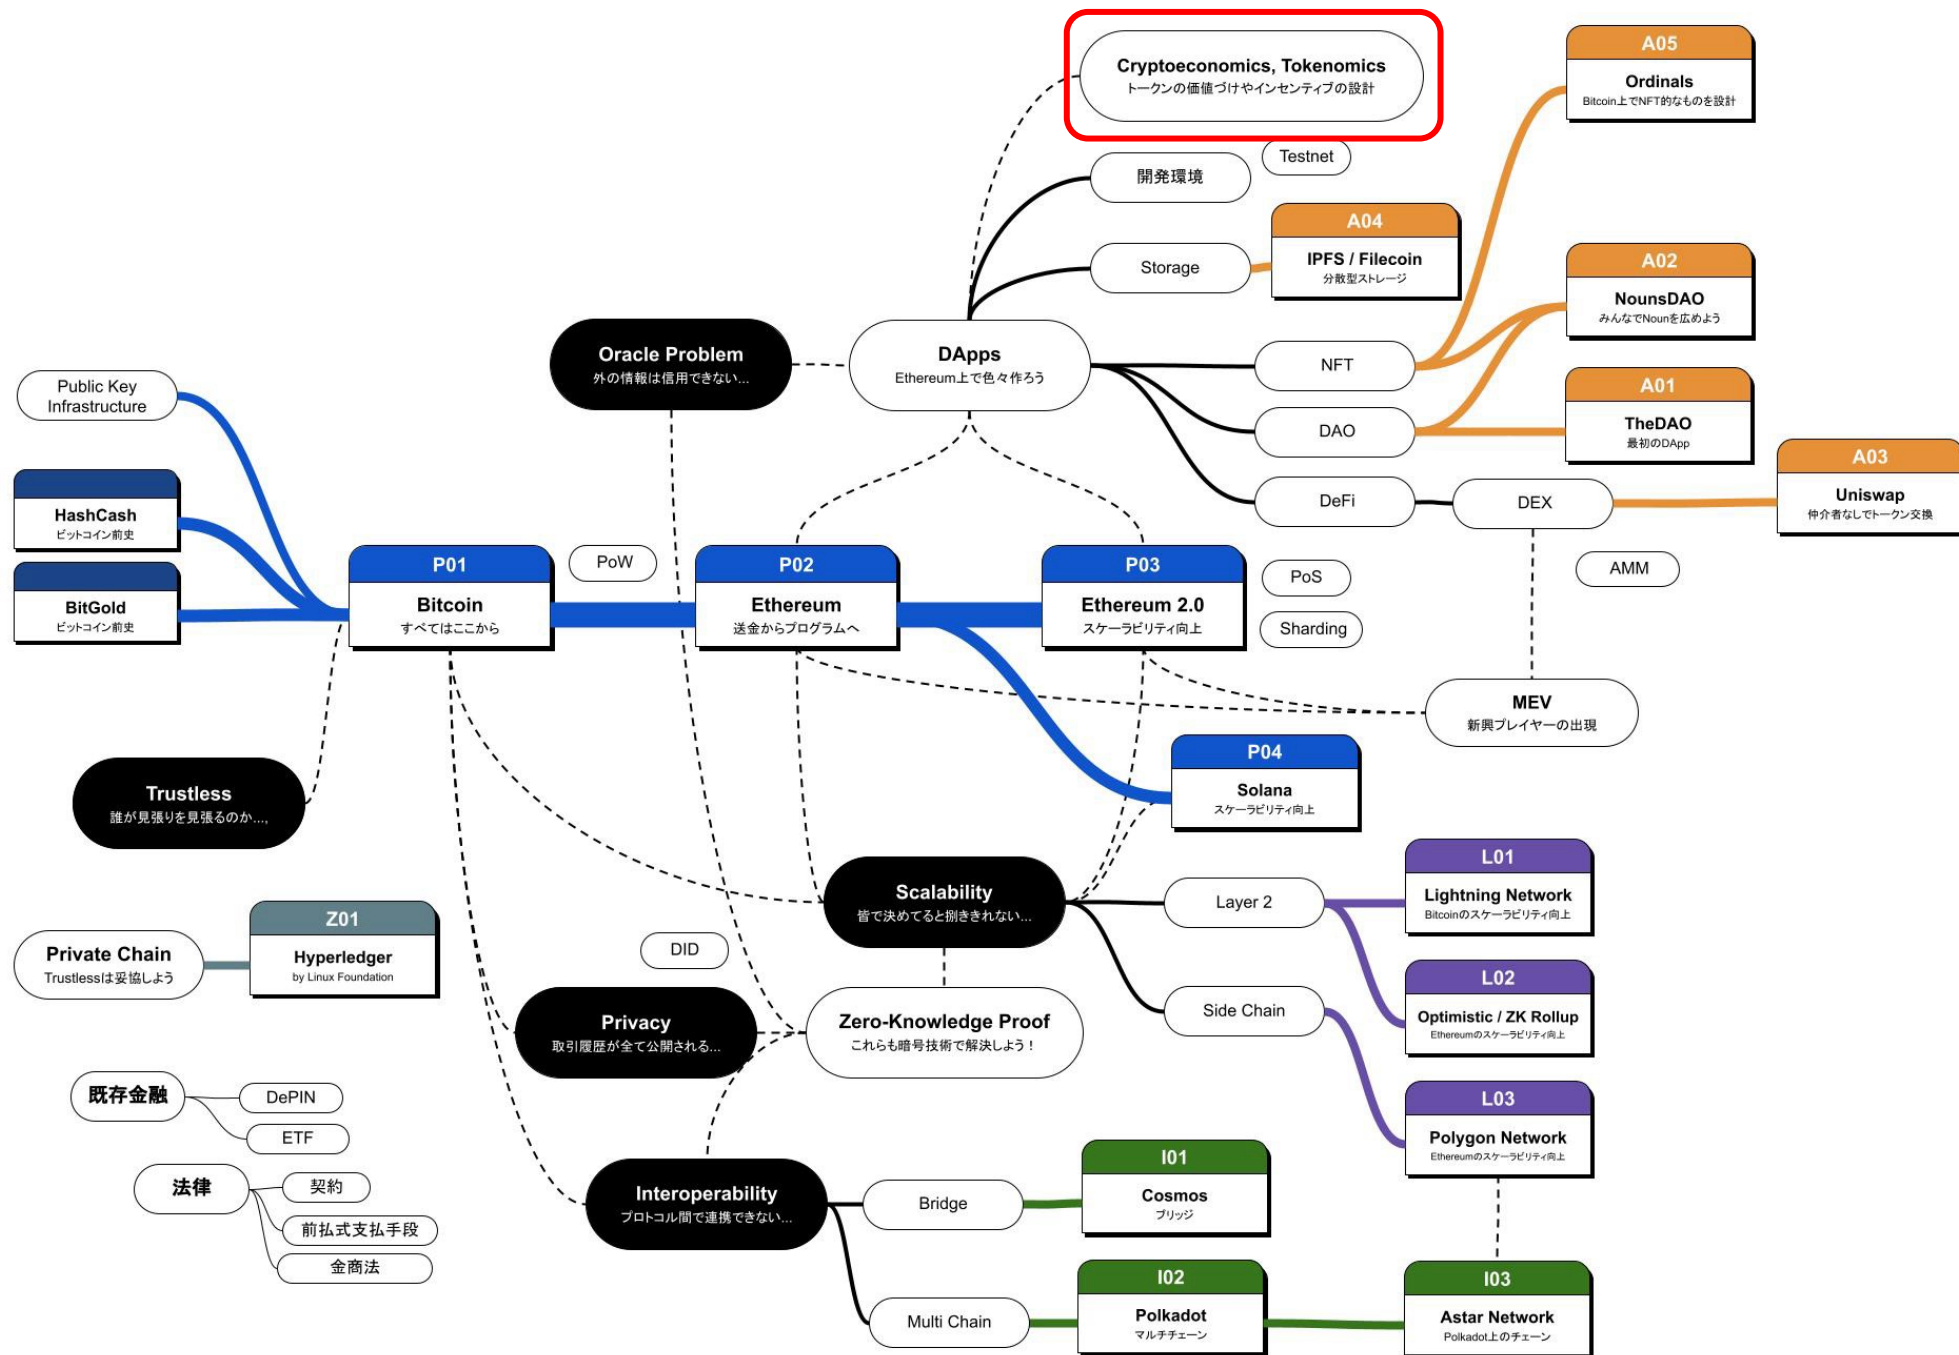 Cryptoeconomics, Tokenomics
トークンの価値づけやインセンティブの設計
A05
Ordinals
Bitcoin上でNFT的なものを設計
Testnet
開発環境
A04
IPFS / Filecoin
分散型ストレージ
Storage
A02
NounsDAO
みんなでNounを広めよう
Oracle Problem
外の情報は信用できない...
DApps
Ethereum上で色々作ろう
NFT
A01
TheDAO
最初のDApp
DAO
Public Key
Infrastructure
A03
Uniswap
仲介者なしでトークン交換
DeFi
DEX
AMM
HashCash
ビットコイン前史
BitGold
ビットコイン前史
P01
Bitcoin
すべてはここから
PoW
P02
Ethereum
送金からプログラムへ
P03
Ethereum 2.0
スケーラビリティ向上
PoS
Sharding
MEV
新興プレイヤーの出現
P04
Solana
スケーラビリティ向上
Trustless
誰が見張りを見張るのか...,
Scalability
皆で決めてると捌ききれない...
Layer 2
L01
Lightning Network
Bitcoinのスケーラビリティ向上
Private Chain
Trustlessは妥協しよう
Z01
Hyperledger
by Linux Foundation
DID
L02
Optimistic / ZK Rollup
Ethereumのスケーラビリティ向上
Side Chain
Privacy
取引履歴が全て公開される...
Zero-Knowledge Proof
これらも暗号技術で解決しよう！
L03
Polygon Network
Ethereumのスケーラビリティ向上
既存金融
DePIN
ETF
法律
契約
前払式支払手段
金商法
Interoperability
プロトコル間で連携できない...
Bridge
I01
Cosmos
ブリッジ
Multi Chain
I02
Polkadot
マルチチェーン
I03
Astar Network
Polkadot上のチェーン